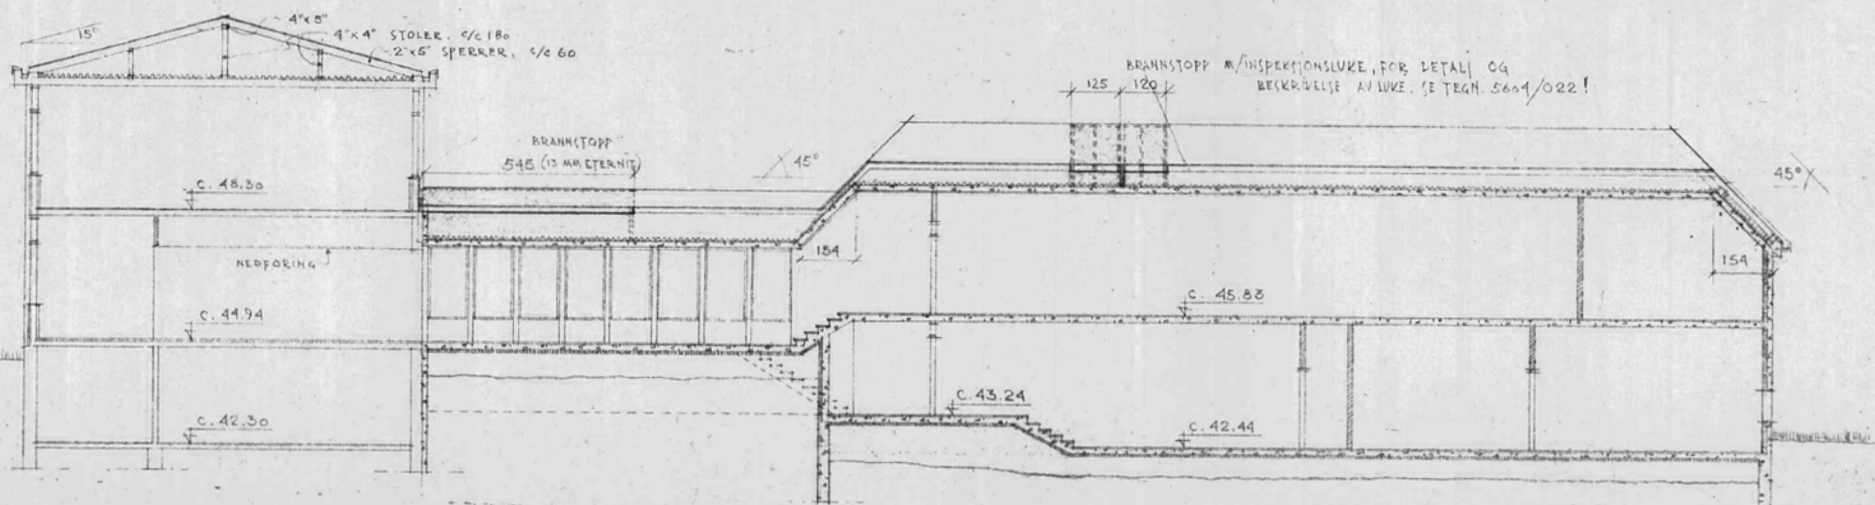 4"x5"
15°
4"x4" STOLER, c/c 180
2"x5" SPERRER, c/c 60
BRANNSTOPP M/INSPEKSJONSLUKE, FOR DETALJ OG
BESKRIVELSE AV LUKE, SE TEGN. 5604/022!
125 120
BRANNSTOPP
545 (13 MM ETERNIT)
45°
45°
C. 48.30
NEDFORING
154
154
C. 45.83
C. 44.94
C. 43.24
C. 42.30
C. 42.44